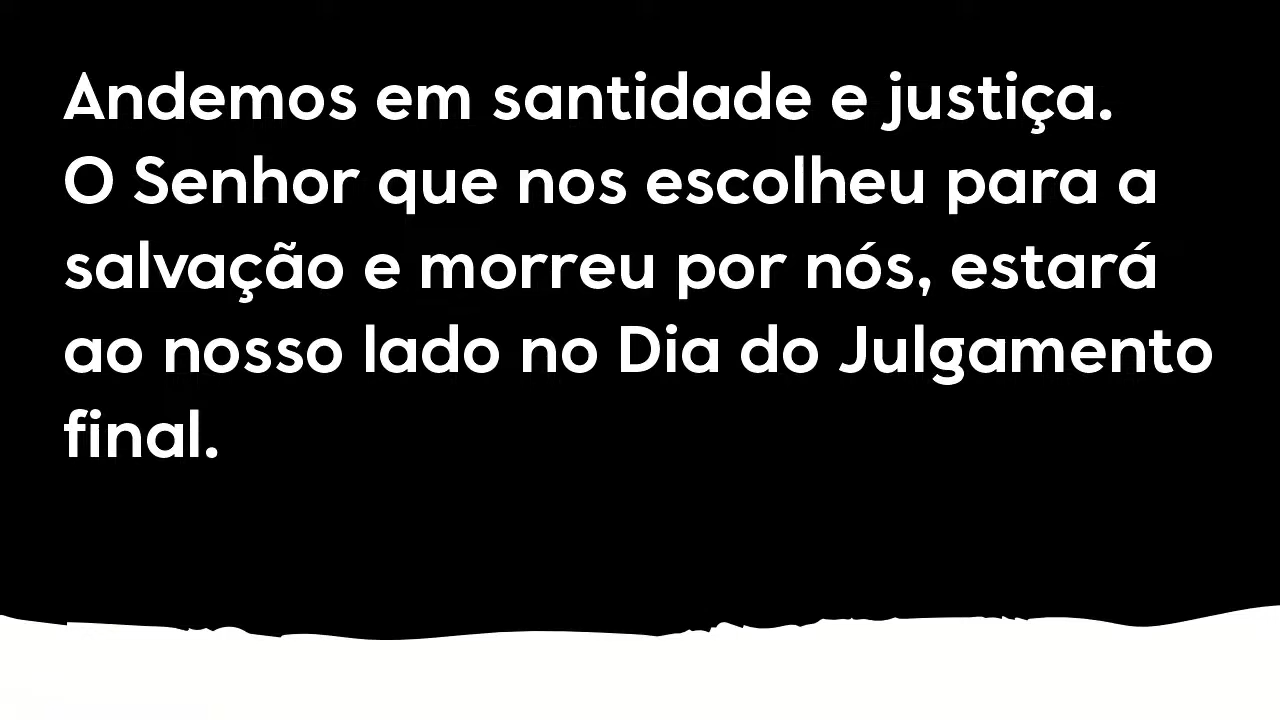 Andemos em santidade e justiça.
O Senhor que nos escolheu para a
salvação e morreu por nós, estará
ao nosso lado no Dia do Julgamento
final.